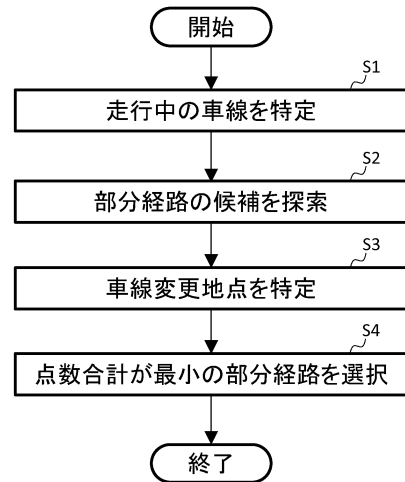 開始
S1
走行中の車線を特定
S2
部分経路の候補を探索
S3
車線変更地点を特定
S4
点数合計が最小の部分経路を選択
終了